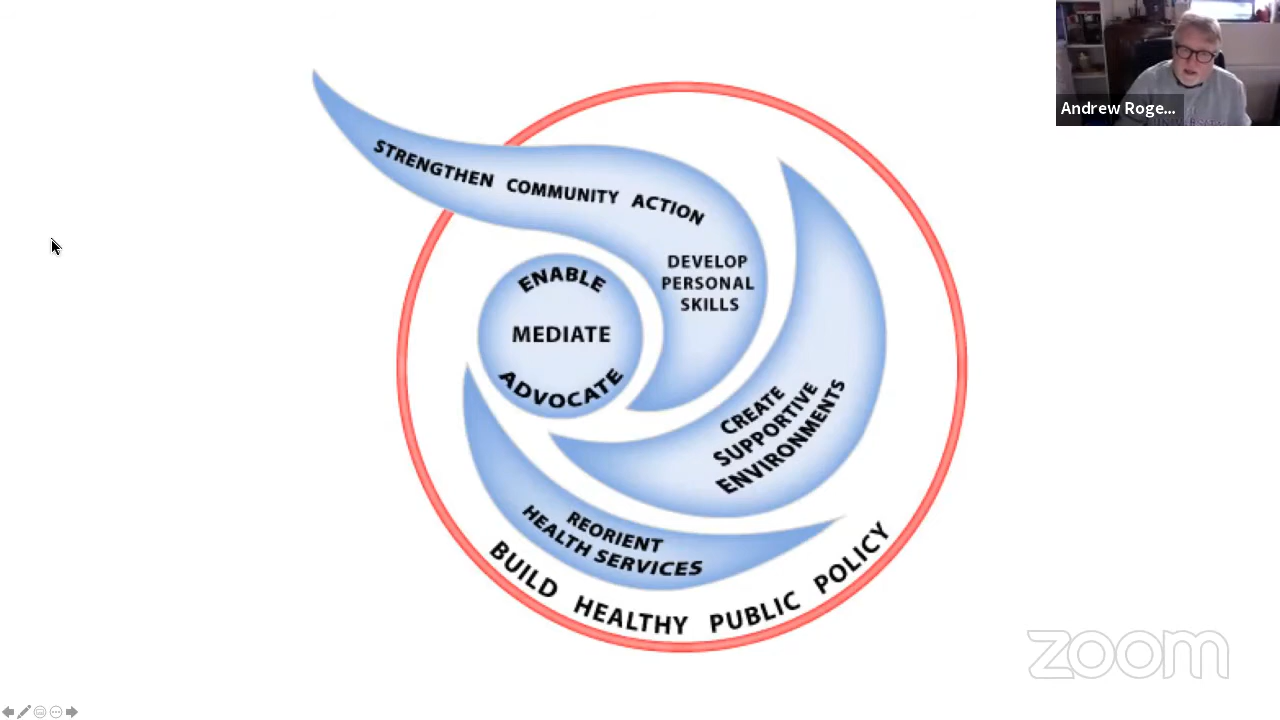 Andrew Roge...
STRENGTHEN COMMUNITY ACTION
DEVELOP
PERSONAL
SKILLS
ENABLE
MEDIATE
ADVOCATE
CREATE
SUPPORTIVE
ENVIRONMENTS
REORIENT
HEALTH SERVICES
BUILD HEALTHY PUBLIC POLICY
zoom